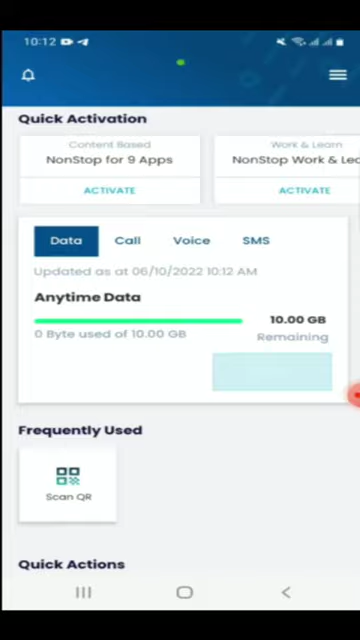 10:12
Quick Activation
Content Based
NonStop for 9 Apps
ACTIVATE
Work & Learn
NonStop Work & Lea
ACTIVATE
Data Call Voice SMS
Updated as at 06/10/2022 10:12 AM
Anytime Data
10.00 GB
0 Byte used of 10.00 GB
Remaining
Frequently Used
Scan QR
Quick Actions